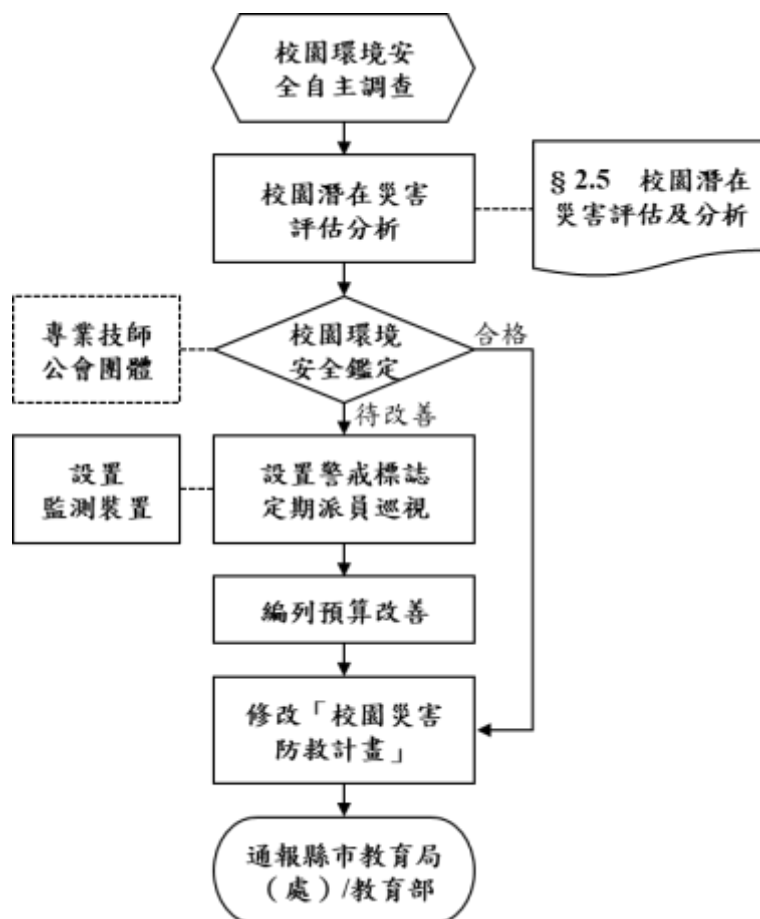 校園環境安
全自主調查
校園潛在災害
評估分析
§ 2.5 校園潛在
災害評估及分析
專業技師
公會團體
校園環境
安全鑑定
合格
待改善
設置
監測裝置
設置警戒標誌
定期派員巡視
編列預算改善
修改「校園災害
防救計畫」
通報縣市教育局
（處）/教育部